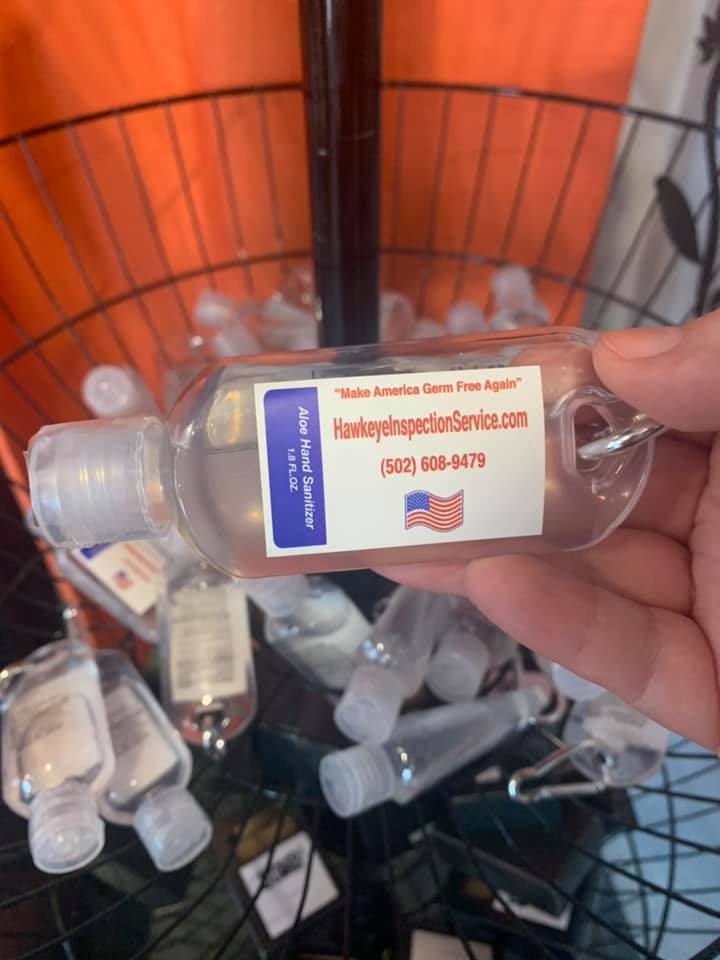 "Make America Germ Free Again"
HawkeyeInspectionService.com
(502) 608-9479
Aloe Hand Sanitizer
1.8 FL.OZ.